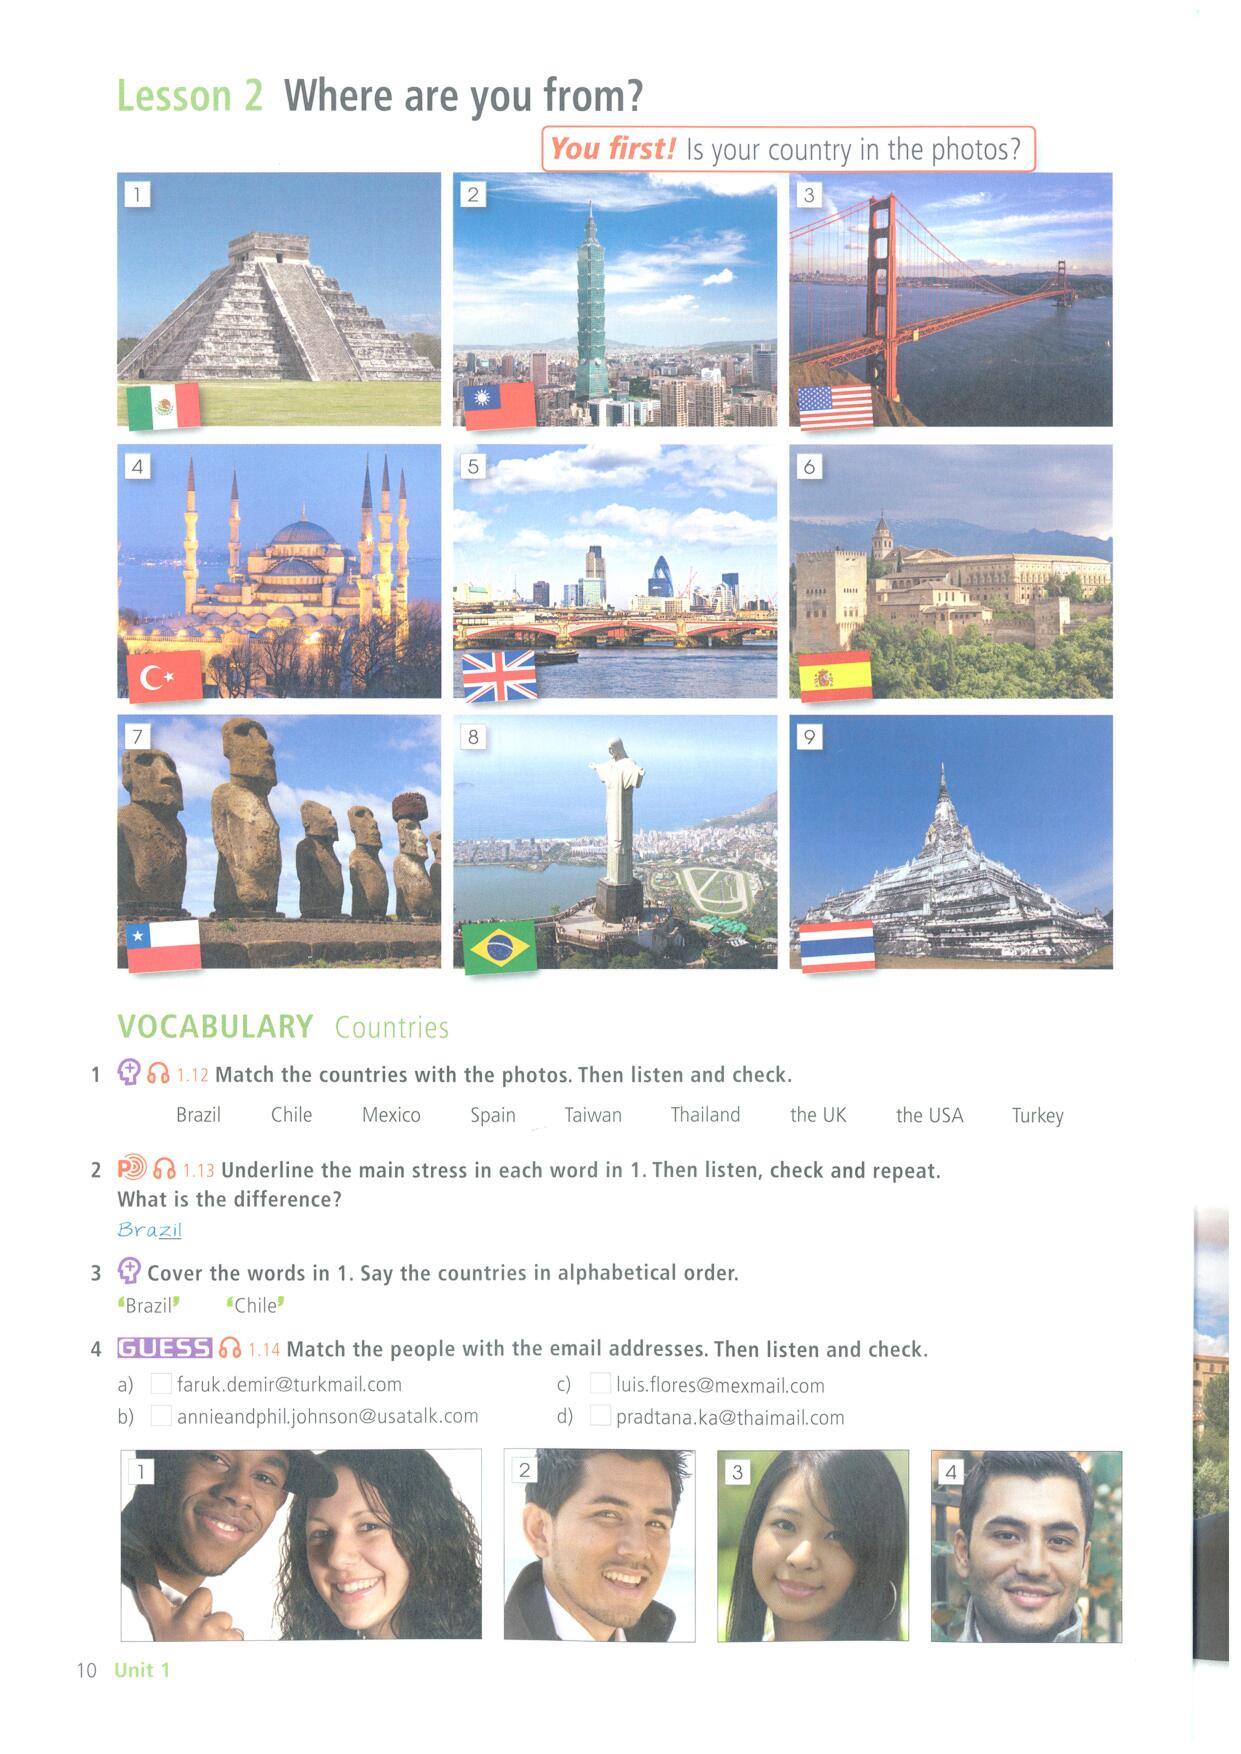 Lesson 2 Where are you from?
You first! Is your country in the photos?
1
2
3
4
5
6
7
8
9
VOCABULARY Countries
1 1.12 Match the countries with the photos. Then listen and check.
Brazil Chile Mexico Spain Taiwan Thailand the UK the USA Turkey
2 P 1.13 Underline the main stress in each word in 1. Then listen, check and repeat.
What is the difference?
Brazil
3 Cover the words in 1. Say the countries in alphabetical order.
‘Brazil’ ‘Chile’
4 GUESS 1.14 Match the people with the email addresses. Then listen and check.
a) faruk.demir@turkmail.com c) luis.flores@mexmail.com
b) annieandphil.johnson@usatalk.com d) pradtana.ka@thaimail.com
1
2
3
4
10 Unit 1